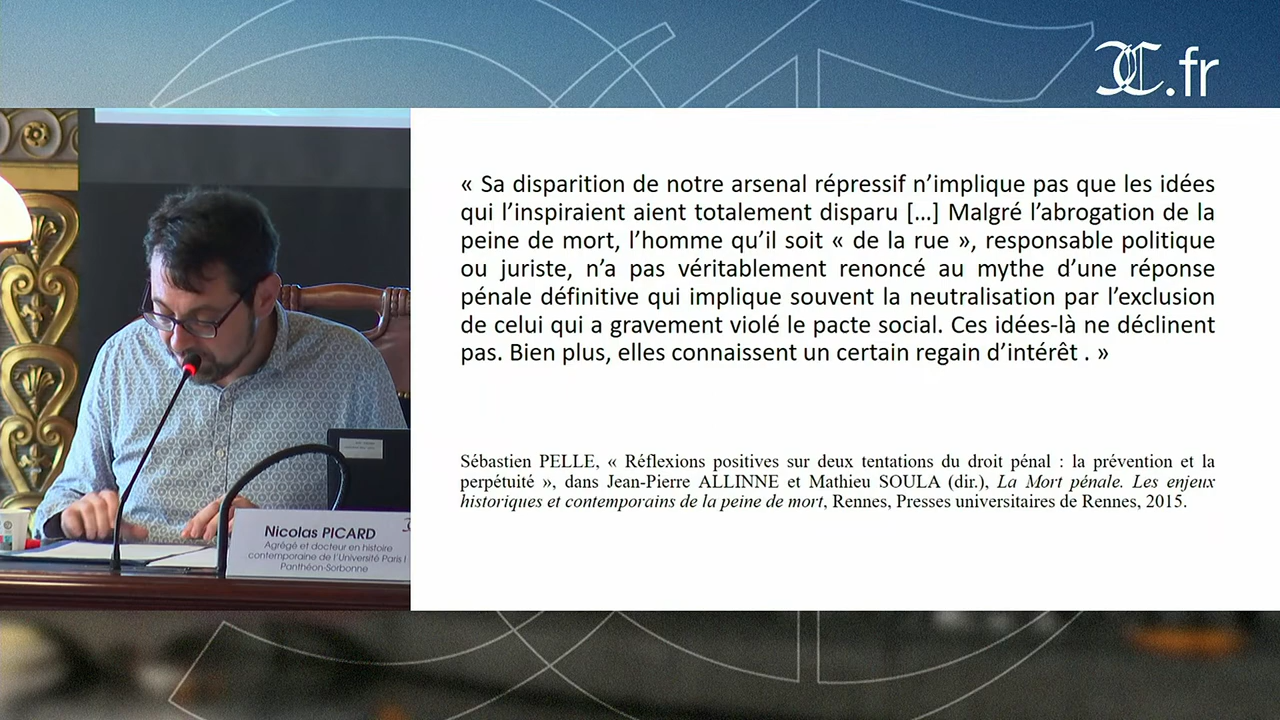 CC.fr
« Sa disparition de notre arsenal répressif n’implique pas que les idées
qui l’inspiraient aient totalement disparu […] Malgré l’abrogation de la
peine de mort, l’homme qu’il soit « de la rue », responsable politique
ou juriste, n’a pas véritablement renoncé au mythe d’une réponse
pénale définitive qui implique souvent la neutralisation par l’exclusion
de celui qui a gravement violé le pacte social. Ces idées-là ne déclinent
pas. Bien plus, elles connaissent un certain regain d’intérêt . »
Sébastien PELLE, « Réflexions positives sur deux tentations du droit pénal : la prévention et la
perpétuité », dans Jean-Pierre ALLINNE et Mathieu SOULA (dir.), La Mort pénale. Les enjeux
historiques et contemporains de la peine de mort, Rennes, Presses universitaires de Rennes, 2015.
Nicolas PICARD
Agrégé et docteur en histoire
contemporaine de l’Université Paris I
Panthéon-Sorbonne